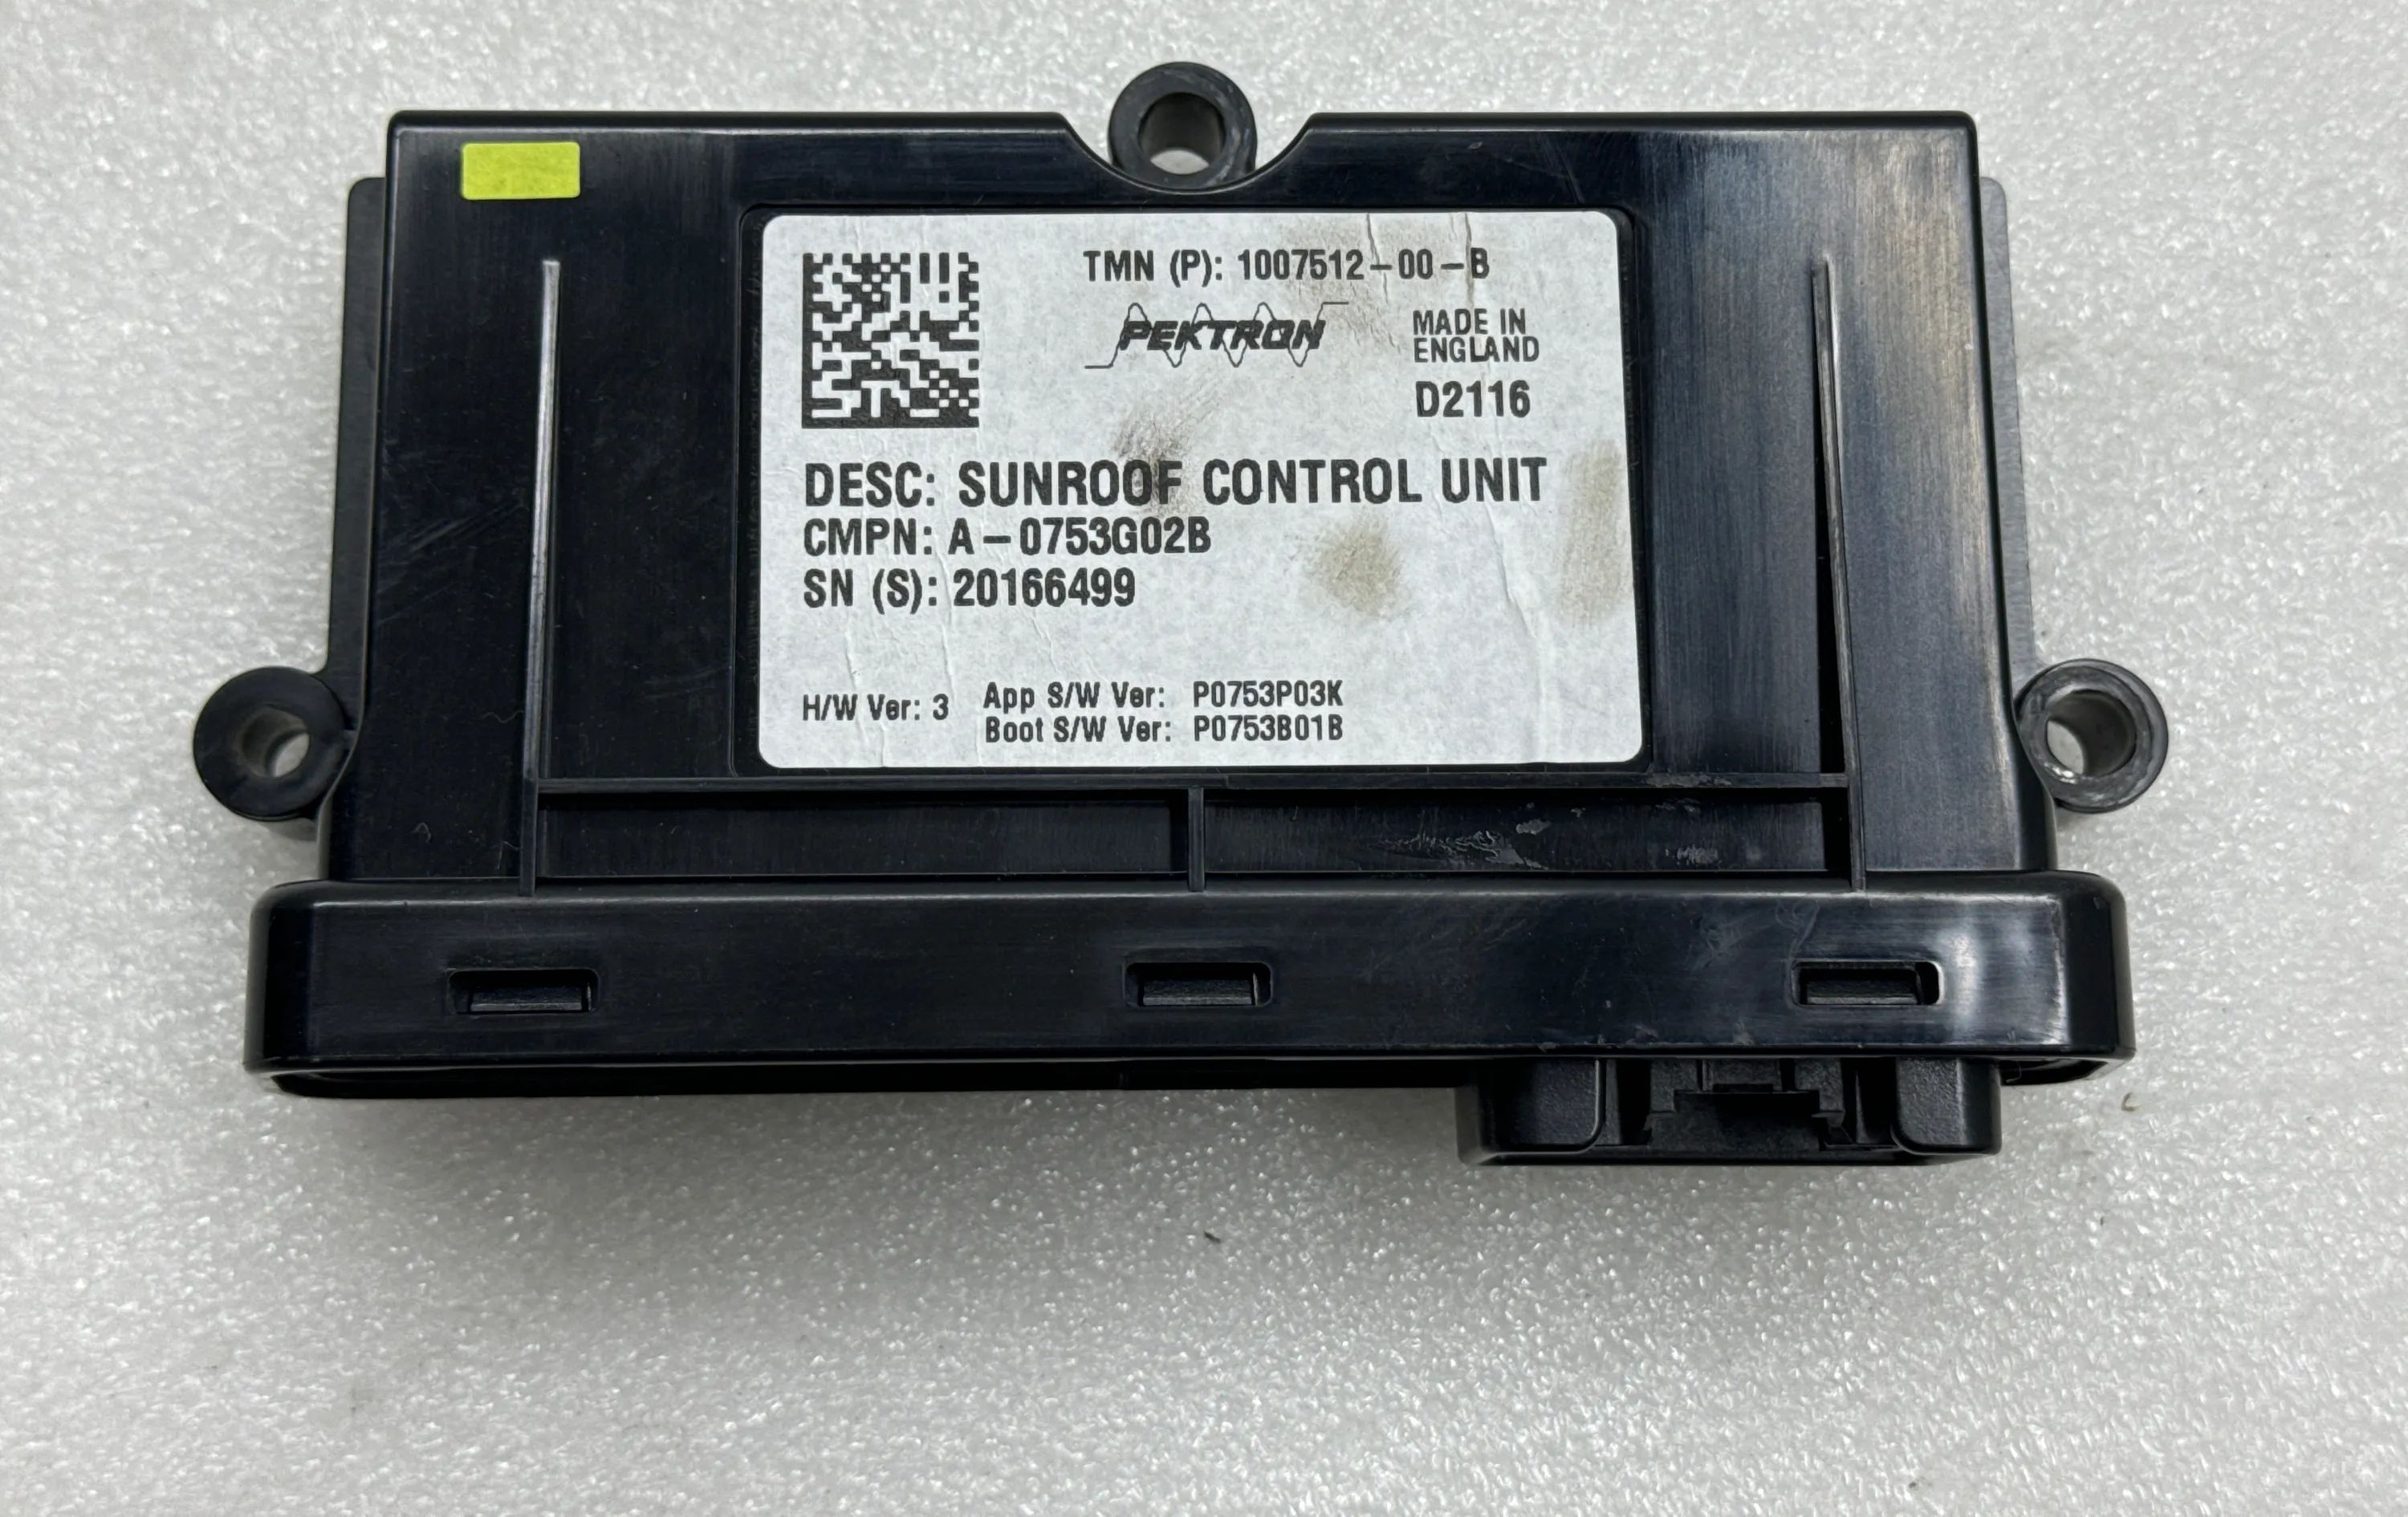 TMN (P): 1007512-00-B
PEKTRON
MADE IN
ENGLAND
D2116
DESC: SUNROOF CONTROL UNIT
CMPN: A-0753G02B
SN (S): 20166499
H/W Ver: 3
App S/W Ver: P0753P03K
Boot S/W Ver: P0753B01B